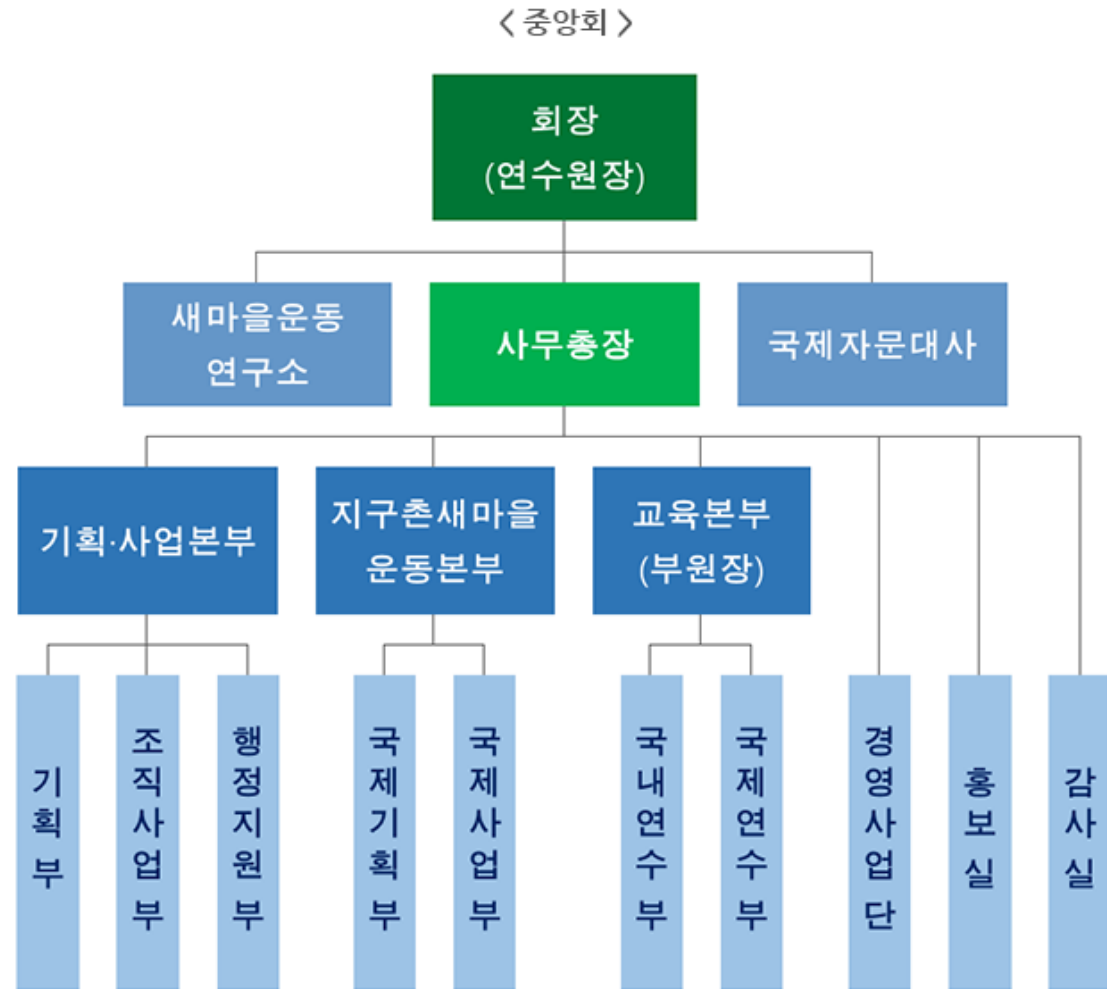 < 중앙회 >
회장
(연수원장)
새마을운동
연구소
사무총장
국제자문대사
기획·사업본부
지구촌새마을
운동본부
교육본부
(부원장)
기획부
조직사업부
행정지원부
국제기획부
국제사업부
국내연수부
국제연수부
경영사업단
홍보실
감사실